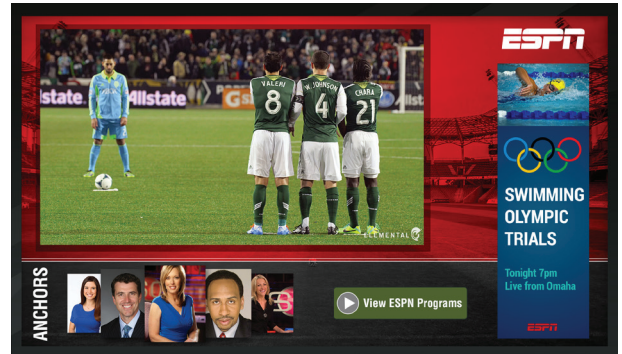 ESPN
VALERI
8
W. JOHNSON
4
CHARA
21
Allstate
ELEMENTAL
SWIMMING
OLYMPIC
TRIALS
Tonight 7pm
Live from Omaha
ESPN
ANCHORS
View ESPN Programs